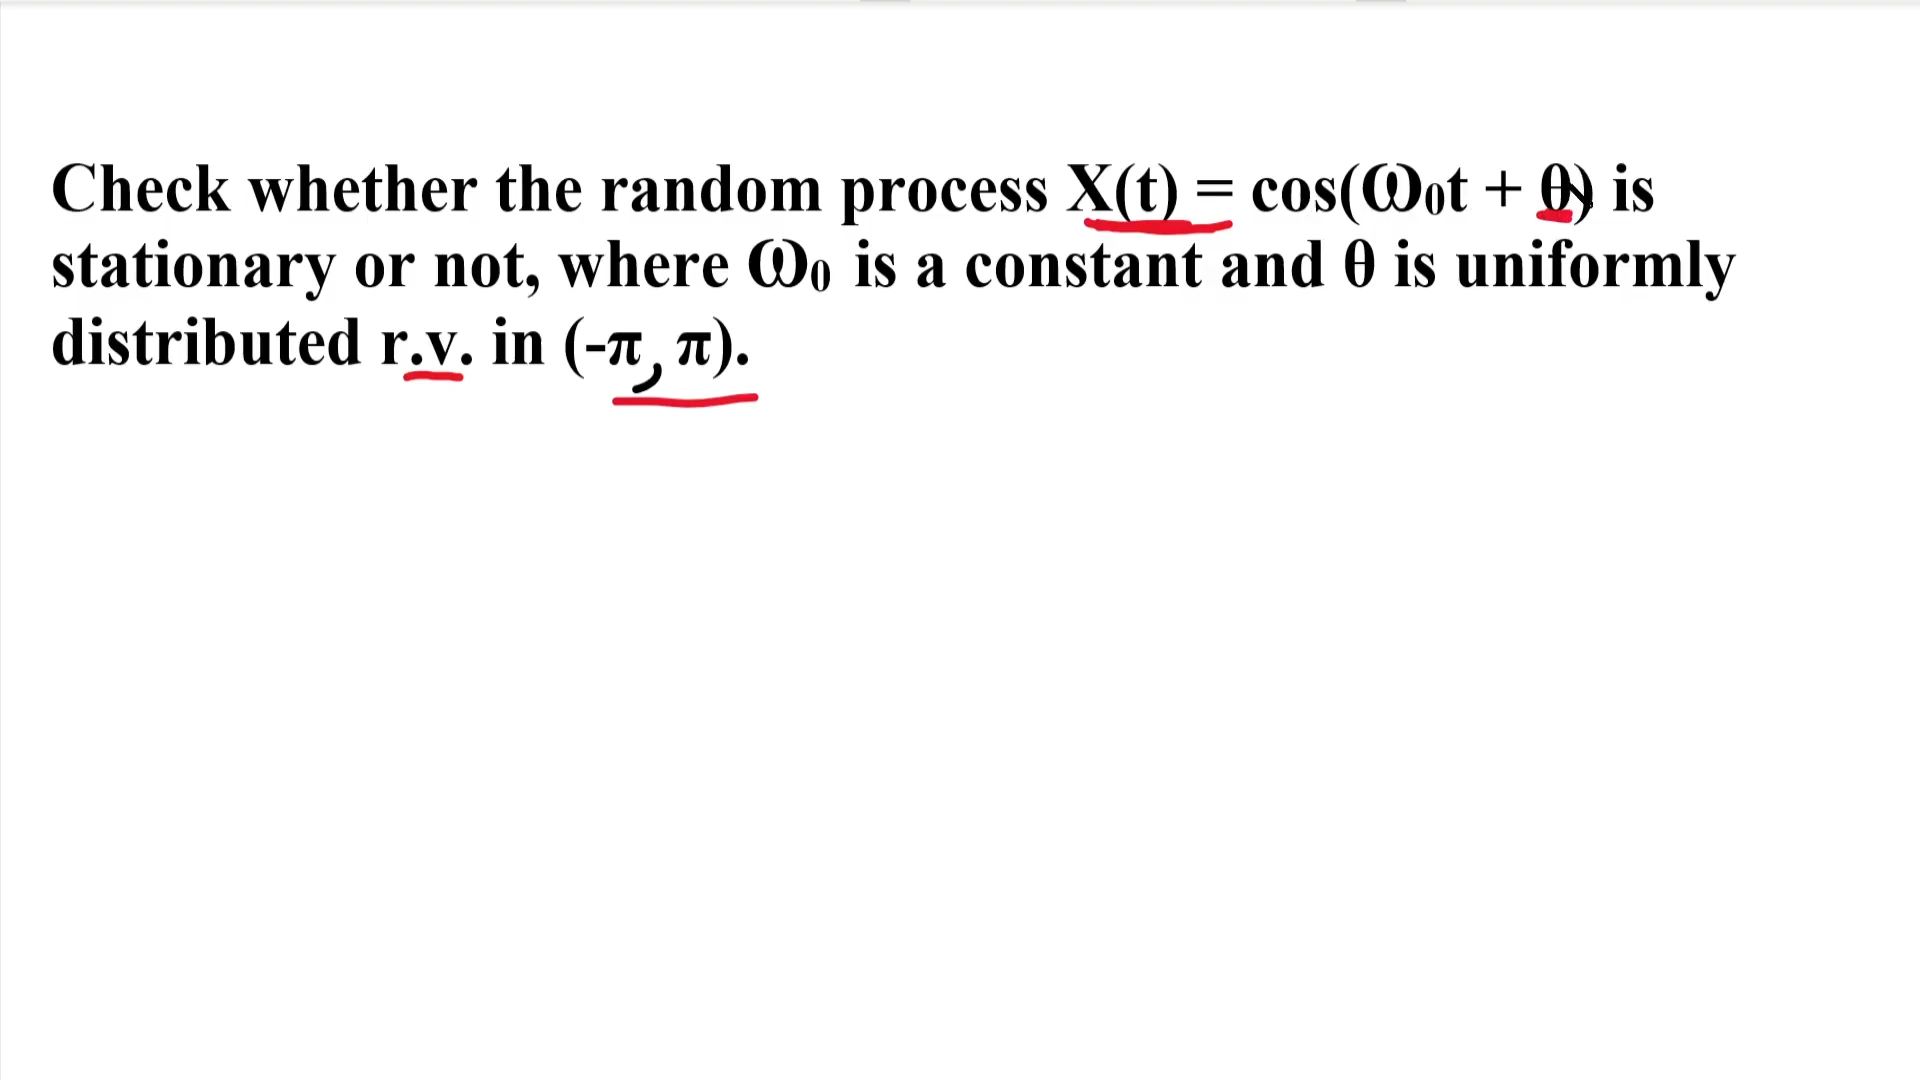 Check whether the random process X(t) = cos(ω₀t + θ) is
stationary or not, where ω₀ is a constant and θ is uniformly
distributed r.v. in (-π, π).